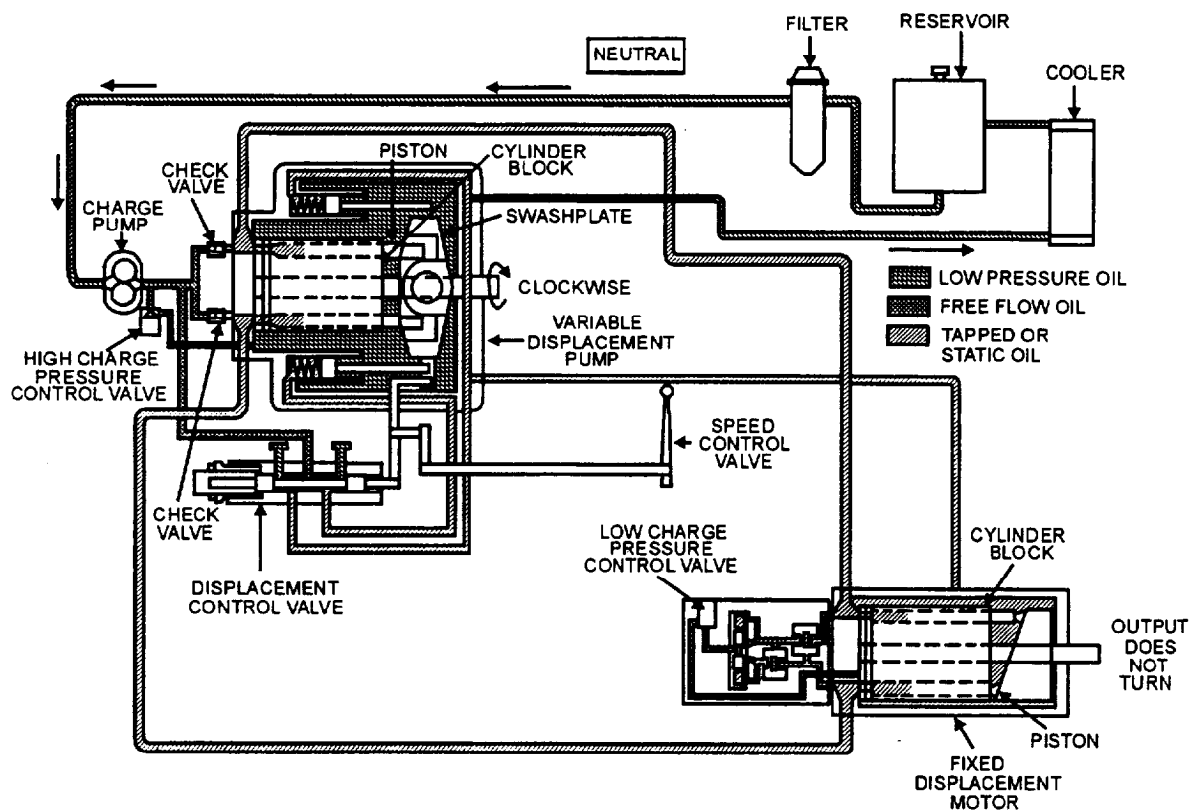 NEUTRAL
FILTER
RESERVOIR
COOLER
PISTON
CYLINDER
BLOCK
CHECK
VALVE
CHARGE
PUMP
SWASHPLATE
CLOCKWISE
VARIABLE
DISPLACEMENT
PUMP
LOW PRESSURE OIL
FREE FLOW OIL
TAPPED OR
STATIC OIL
HIGH CHARGE
PRESSURE
CONTROL VALVE
SPEED
CONTROL
VALVE
CHECK
VALVE
DISPLACEMENT
CONTROL VALVE
LOW CHARGE
PRESSURE
CONTROL VALVE
CYLINDER
BLOCK
OUTPUT
DOES
NOT
TURN
PISTON
FIXED
DISPLACEMENT
MOTOR